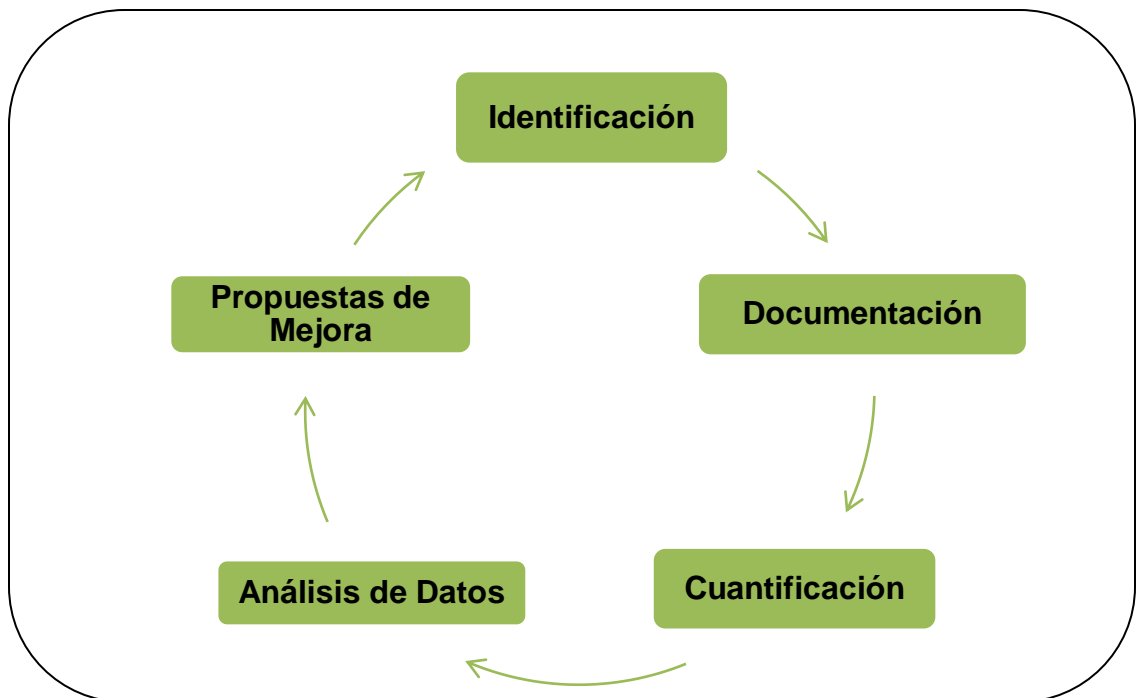 Identificación
Documentación
Cuantificación
Análisis de Datos
Propuestas de
Mejora